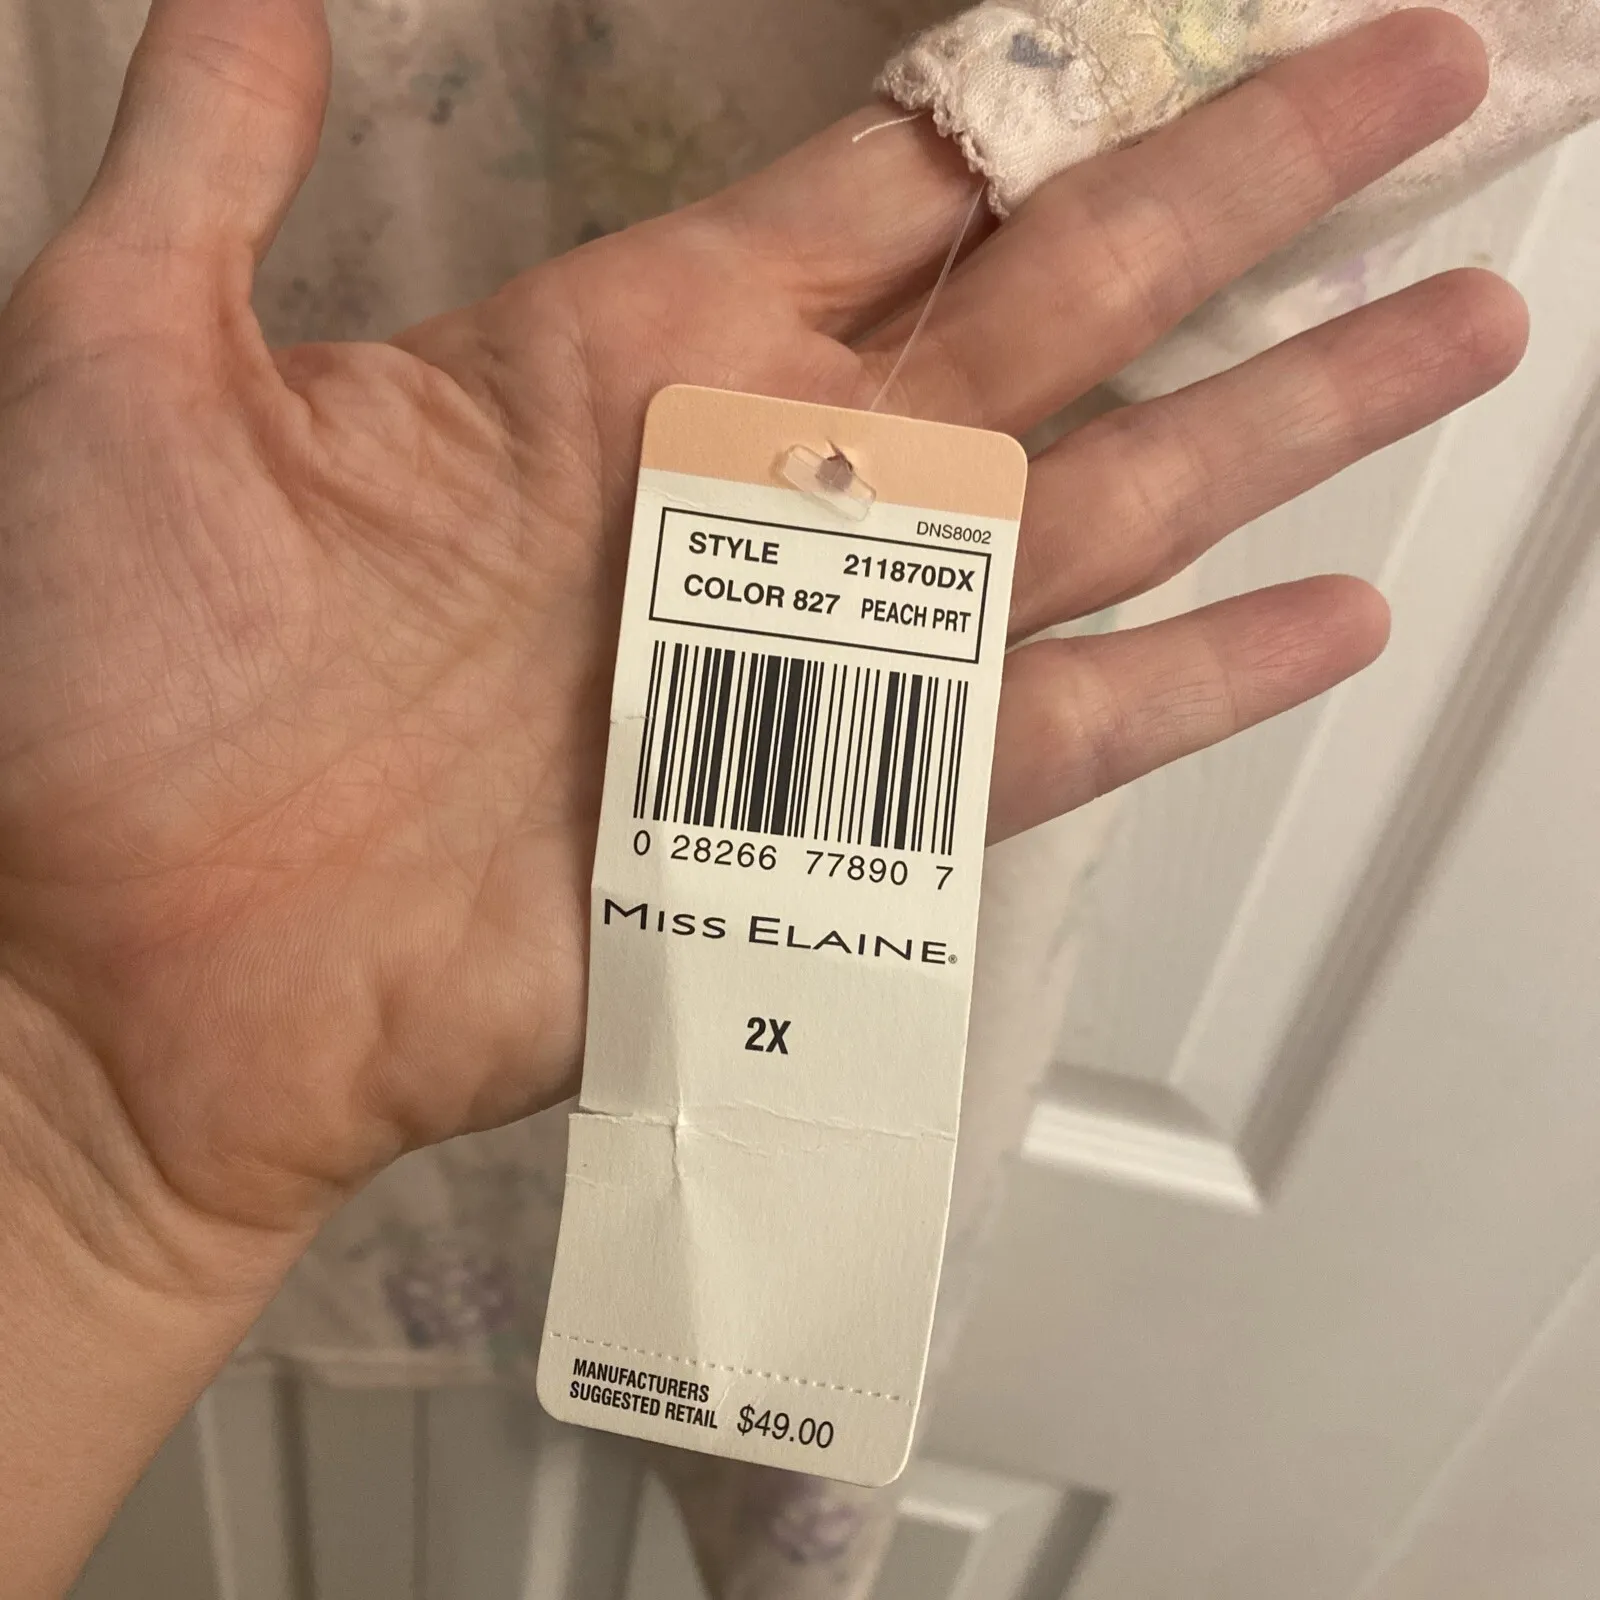 DNS8002
STYLE 211870DX
COLOR 827 PEACH PRT
0 28266 77890 7
MISS ELAINE®
2X
MANUFACTURERS
SUGGESTED RETAIL $49.00